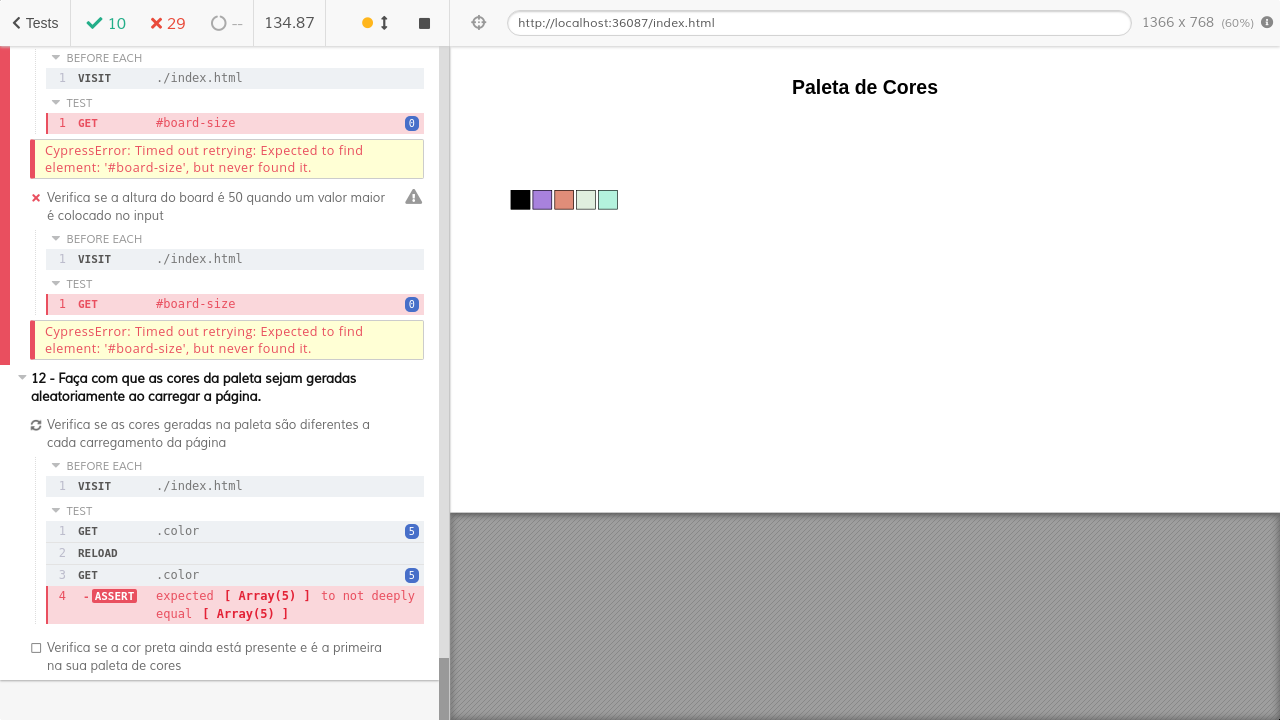 Tests
10
29
--
134.87
http://localhost:36087/index.html
1366 x 768 (60%)
BEFORE EACH
1 VISIT ./index.html
TEST
1 GET #board-size 0
CypressError: Timed out retrying: Expected to find
element: '#board-size', but never found it.
Verifica se a altura do board é 50 quando um valor maior
é colocado no input
BEFORE EACH
1 VISIT ./index.html
TEST
1 GET #board-size 0
CypressError: Timed out retrying: Expected to find
element: '#board-size', but never found it.
12 - Faça com que as cores da paleta sejam geradas
aleatoriamente ao carregar a página.
Verifica se as cores geradas na paleta são diferentes a
cada carregamento da página
BEFORE EACH
1 VISIT ./index.html
TEST
1 GET .color 5
2 RELOAD
3 GET .color 5
4 -ASSERT expected [ Array(5) ] to not deeply
equal [ Array(5) ]
Verifica se a cor preta ainda está presente e é a primeira
na sua paleta de cores
Paleta de Cores